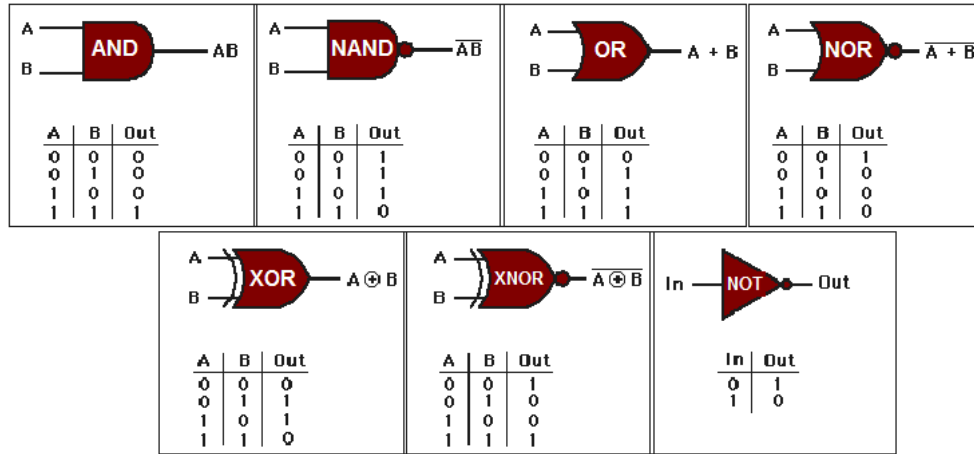 A
AND
AB
B
A B Out
0 0 0
0 1 0
1 0 0
1 1 1
A
NAND
A̅B̅
B
A B Out
0 0 1
0 1 1
1 0 1
1 1 0
A
OR
A + B
B
A B Out
0 0 0
0 1 1
1 0 1
1 1 1
A
NOR
A̅ ̅+̅ ̅B̅
B
A B Out
0 0 1
0 1 0
1 0 0
1 1 0
A
XOR
A ⊕ B
B
A B Out
0 0 0
0 1 1
1 0 1
1 1 0
A
XNOR
A̅ ̅⊕̅ ̅B̅
B
A B Out
0 0 1
0 1 0
1 0 0
1 1 1
In NOT Out
In Out
0 1
1 0